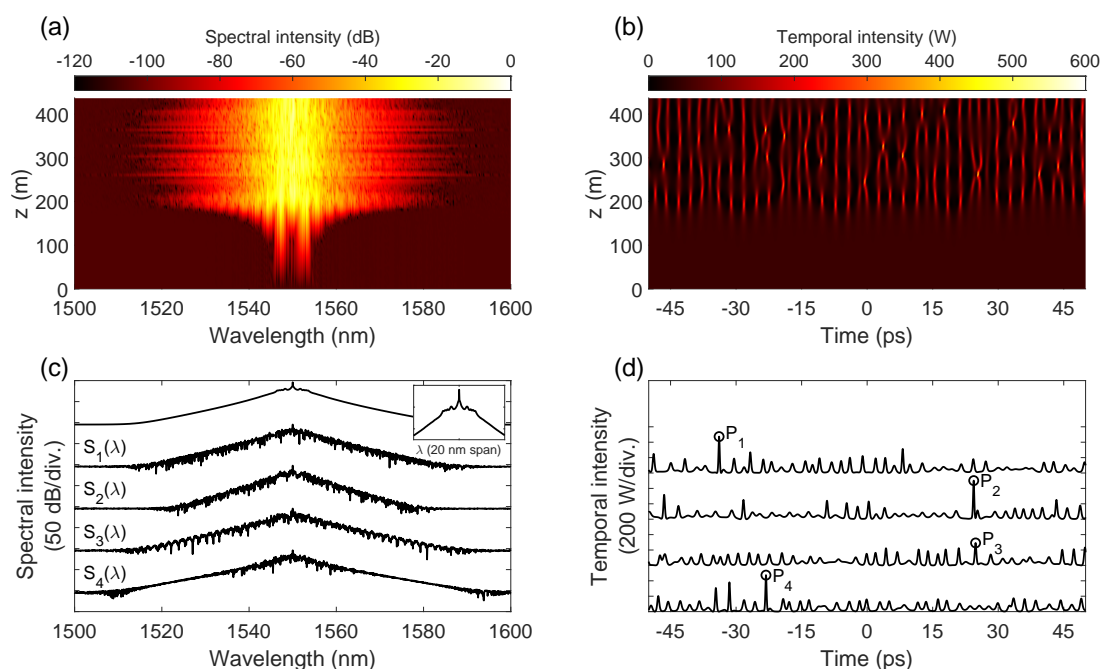 (a)
Spectral intensity (dB)
-120 -100 -80 -60 -40 -20 0
400
300
200
100
0
z (m)
1500 1520 1540 1560 1580 1600
Wavelength (nm)
(b)
Temporal intensity (W)
0 100 200 300 400 500 600
400
300
200
100
0
z (m)
-45 -30 -15 0 15 30 45
Time (ps)
(c)
Spectral intensity
(50 dB/div.)
S1(λ)
S2(λ)
S3(λ)
S4(λ)
λ (20 nm span)
1500 1520 1540 1560 1580 1600
Wavelength (nm)
(d)
Temporal intensity
(200 W/div.)
P1
P2
P3
P4
-45 -30 -15 0 15 30 45
Time (ps)